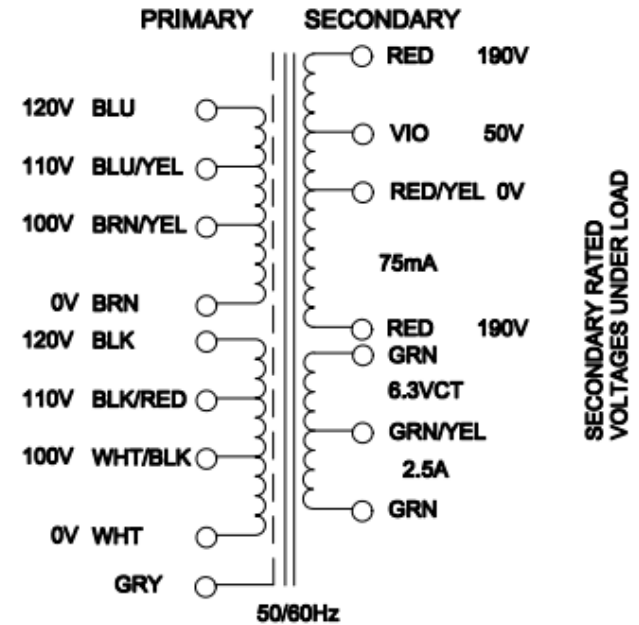 PRIMARY SECONDARY
RED 190V
120V BLU
VIO 50V
110V BLU/YEL
RED/YEL 0V
100V BRN/YEL
75mA
0V BRN
RED 190V
120V BLK
GRN
6.3VCT
110V BLK/RED
GRN/YEL
100V WHT/BLK
2.5A
GRN
0V WHT
GRY
50/60Hz
SECONDARY RATED
VOLTAGES UNDER LOAD